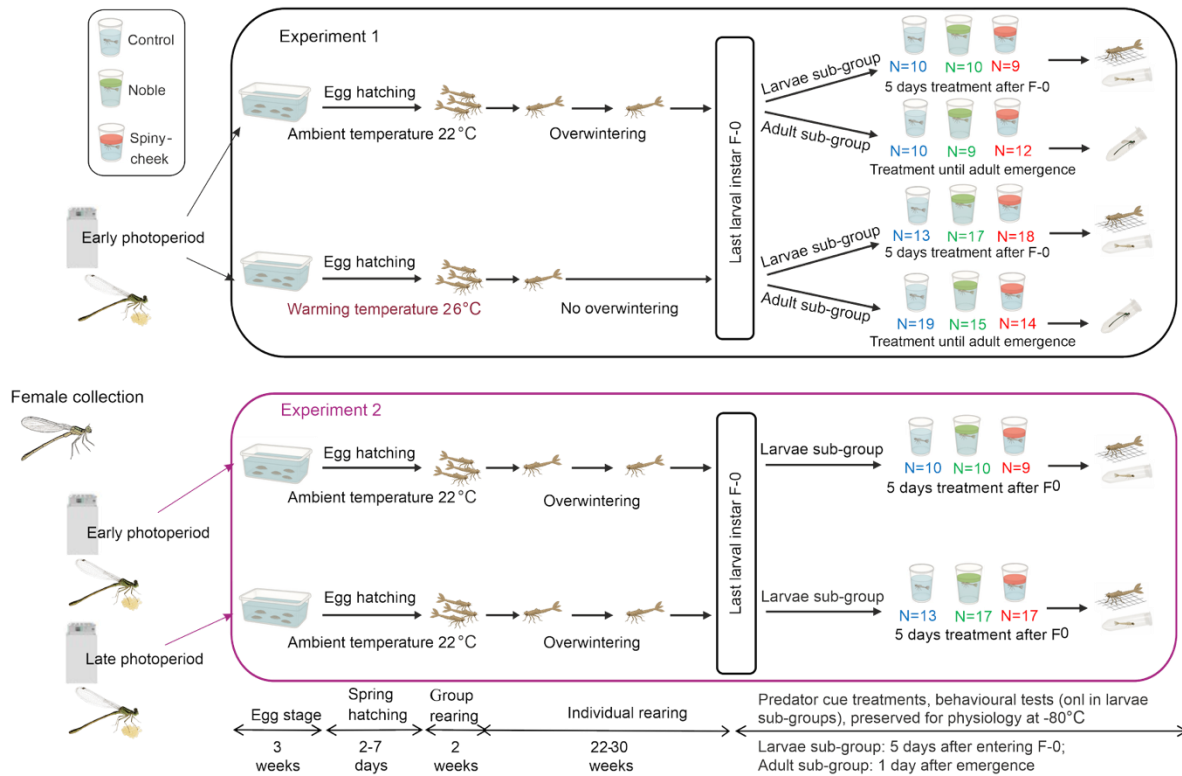 Control
Noble
Spiny-
cheek
Early photoperiod
Experiment 1
Egg hatching
Ambient temperature 22°C
Overwintering
Egg hatching
Warming temperature 26°C
No overwintering
Last larval instar F-0
Larvae sub-group
N=10 N=10 N=9
5 days treatment after F-0
Adult sub-group
N=10 N=9 N=12
Treatment until adult emergence
Larvae sub-group
N=13 N=17 N=18
5 days treatment after F-0
Adult sub-group
N=19 N=15 N=14
Treatment until adult emergence
Female collection
Early photoperiod
Late photoperiod
Experiment 2
Egg hatching
Ambient temperature 22°C
Overwintering
Egg hatching
Ambient temperature 22°C
Overwintering
Last larval instar F-0
Larvae sub-group
N=10 N=10 N=9
5 days treatment after F0
Larvae sub-group
N=13 N=17 N=17
5 days treatment after F0
Egg stage
3
weeks
Spring
hatching
2-7
days
Group
rearing
2
weeks
Individual rearing
22-30
weeks
Predator cue treatments, behavioural tests (onl in larvae
sub-groups), preserved for physiology at -80°C
Larvae sub-group: 5 days after entering F-0;
Adult sub-group: 1 day after emergence